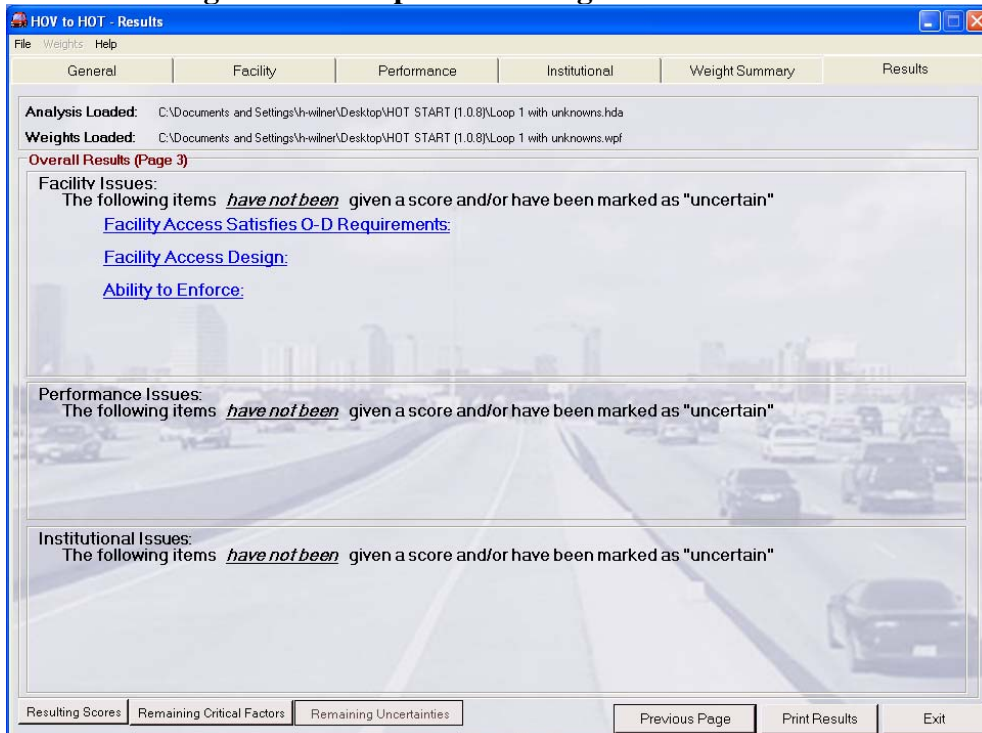 HOV to HOT - Results
File Weights Help
General Facility Performance Institutional Weight Summary Results
Analysis Loaded: C:\Documents and Settings\h-wilner\Desktop\HOT START (1.0.8)\Loop 1 with unknowns.hda
Weights Loaded: C:\Documents and Settings\h-wilner\Desktop\HOT START (1.0.8)\Loop 1 with unknowns.wpf
Overall Results (Page 3)
Facility Issues:
The following items have not been given a score and/or have been marked as "uncertain"
Facility Access Satisfies O-D Requirements:
Facility Access Design:
Ability to Enforce:
Performance Issues:
The following items have not been given a score and/or have been marked as "uncertain"
Institutional Issues:
The following items have not been given a score and/or have been marked as "uncertain"
Resulting Scores Remaining Critical Factors Remaining Uncertainties Previous Page Print Results Exit